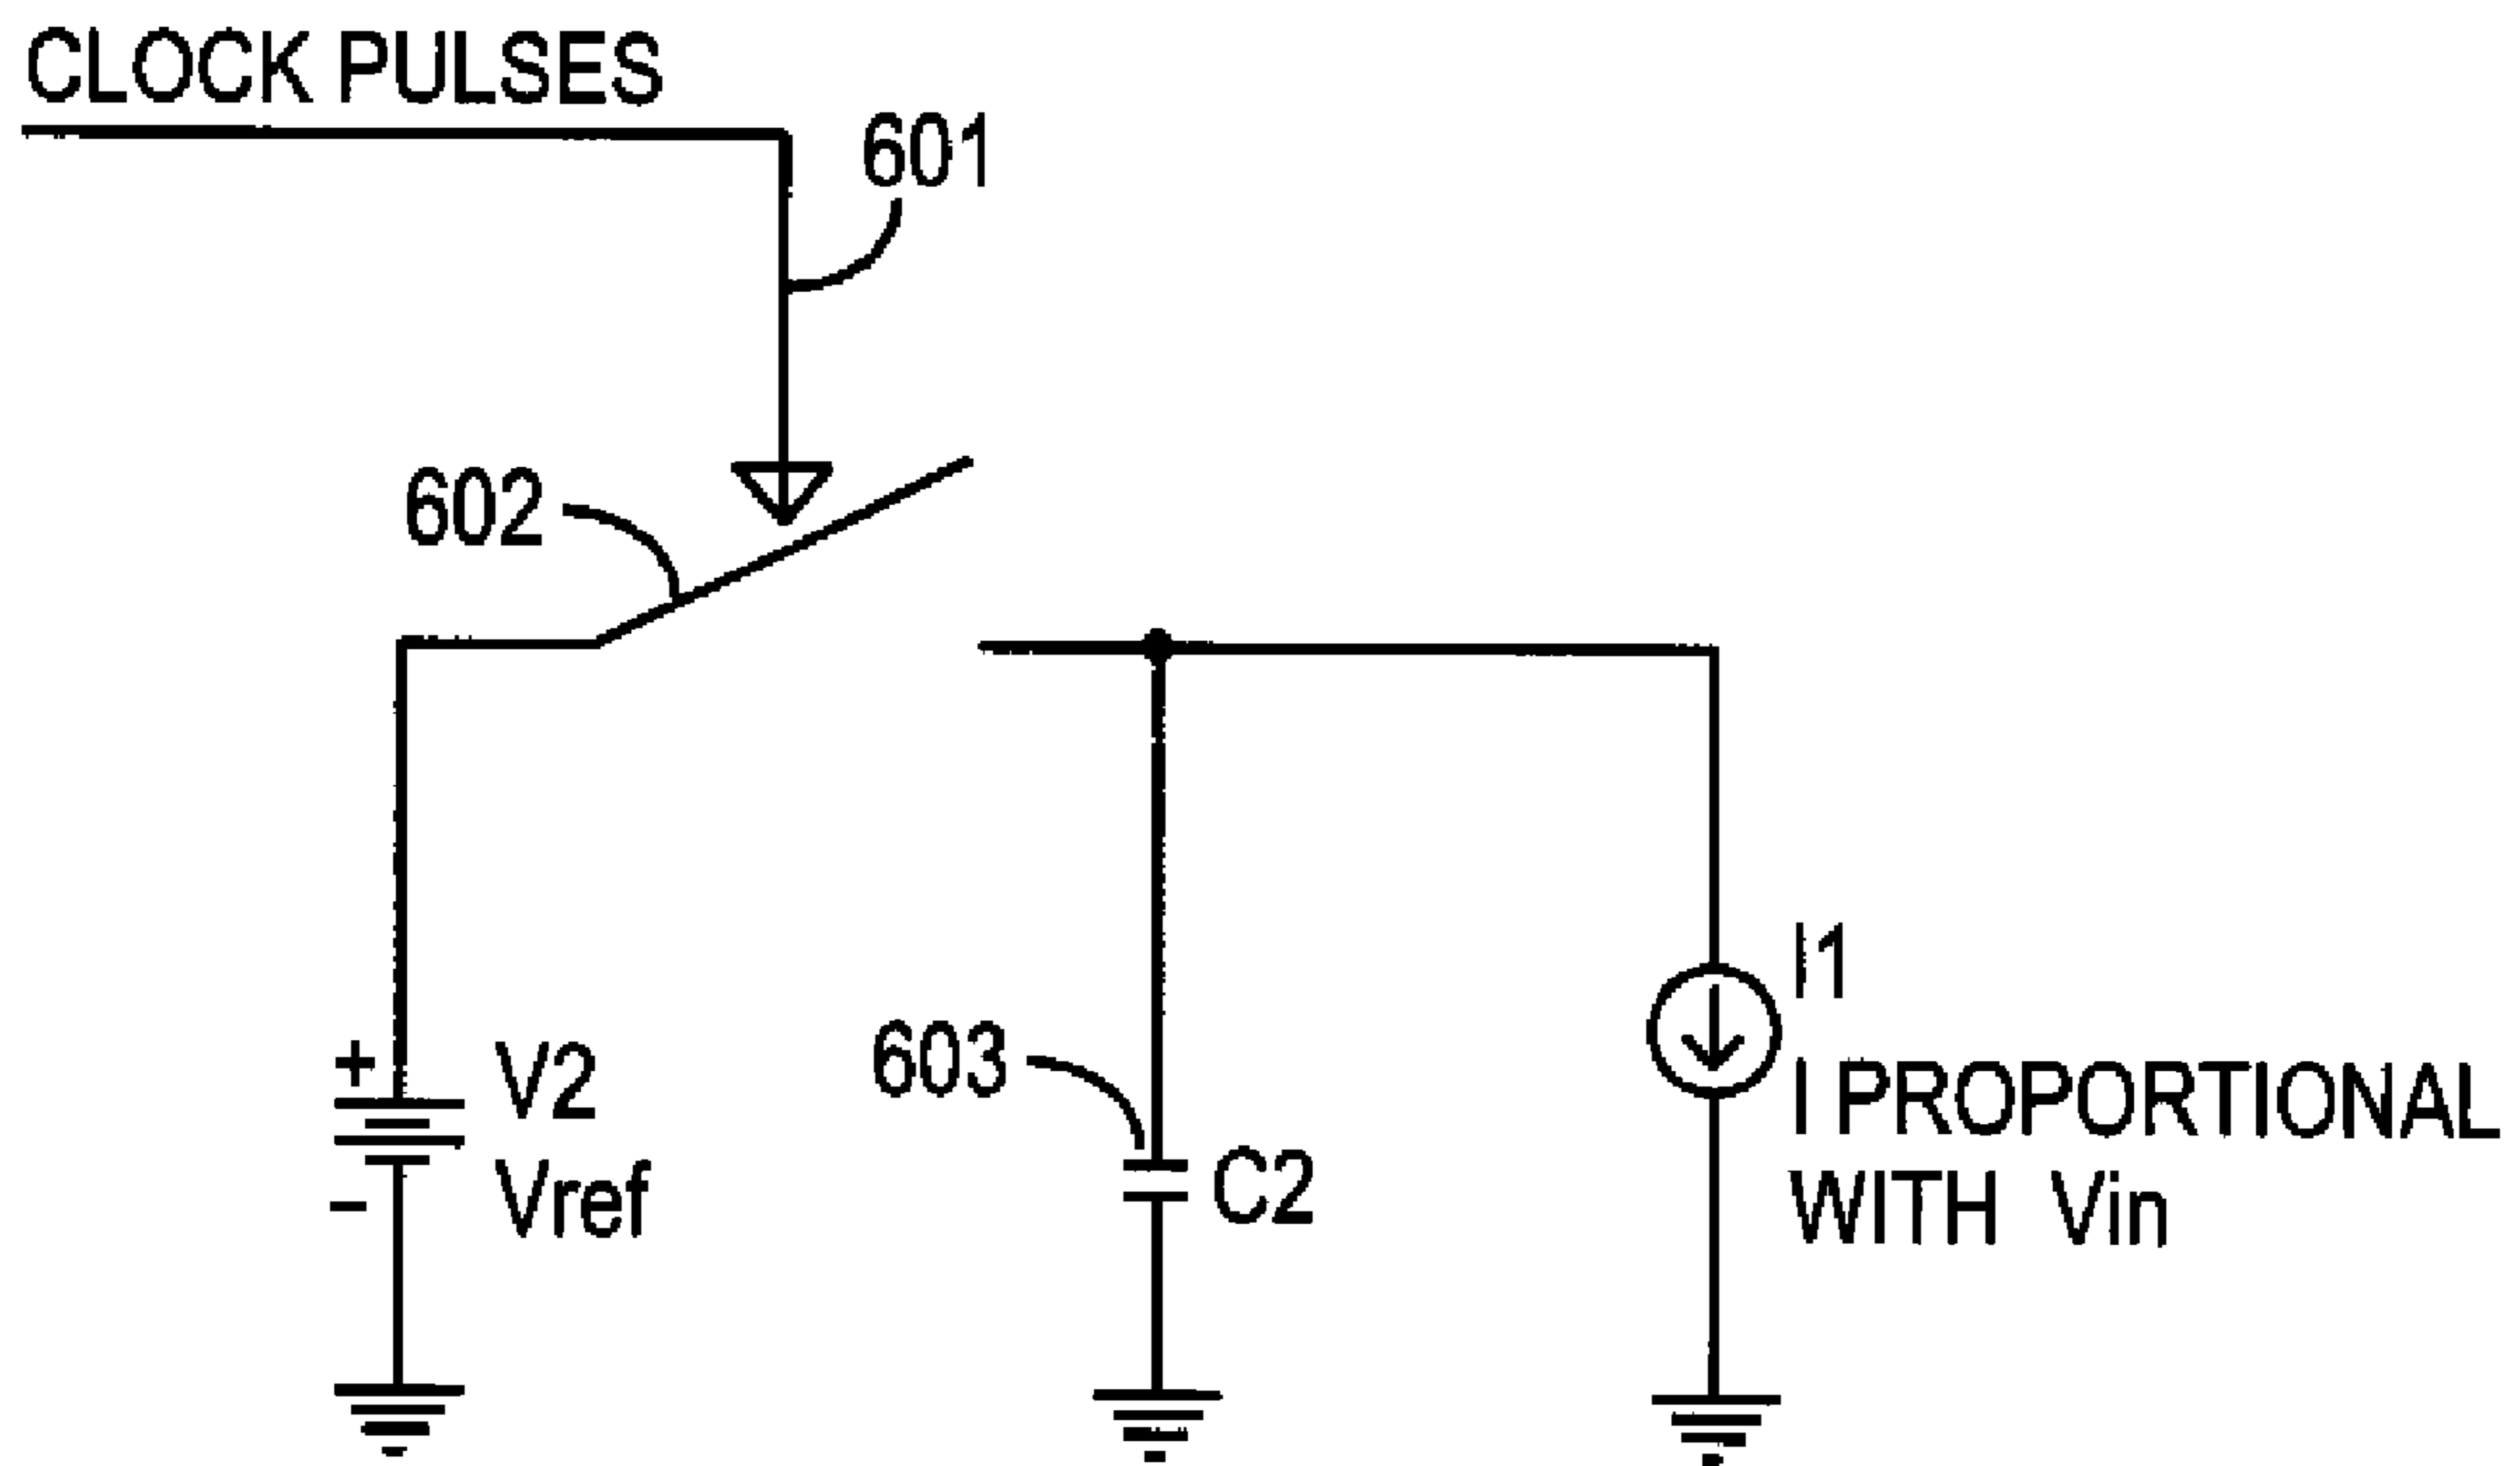 CLOCK PULSES
601
602
+
V2
Vref
−
603
C2
I1
I PROPORTIONAL
WITH Vin